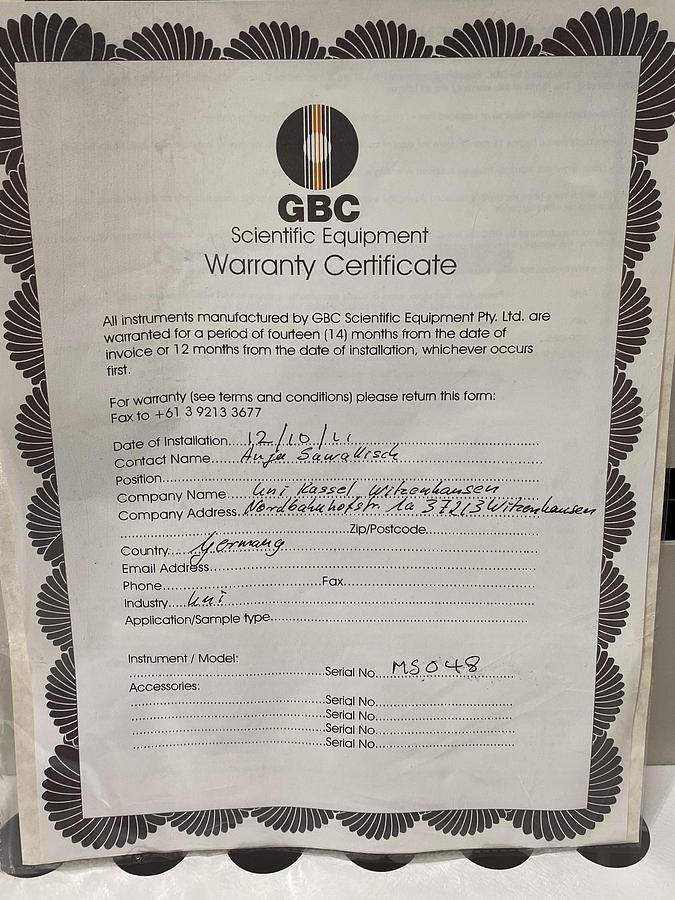 GBC
Scientific Equipment
Warranty Certificate
All instruments manufactured by GBC Scientific Equipment Pty. Ltd. are
warranted for a period of fourteen (14) months from the date of
invoice or 12 months from the date of installation, whichever occurs
first.
For warranty (see terms and conditions) please return this form:
Fax to +61 3 9213 3677
Date of Installation 12/10/11
Contact Name Anja Sawallisch
Position
Company Name Uni Kassel, Witzenhausen
Company Address Nordbahnhofstr. 1a 37213 Witzenhausen
Zip/Postcode
Country Germany
Email Address
Phone Fax
Industry Uni
Application/Sample type
Instrument / Model:
Serial No. MS048
Accessories:
Serial No.
Serial No.
Serial No.
Serial No.